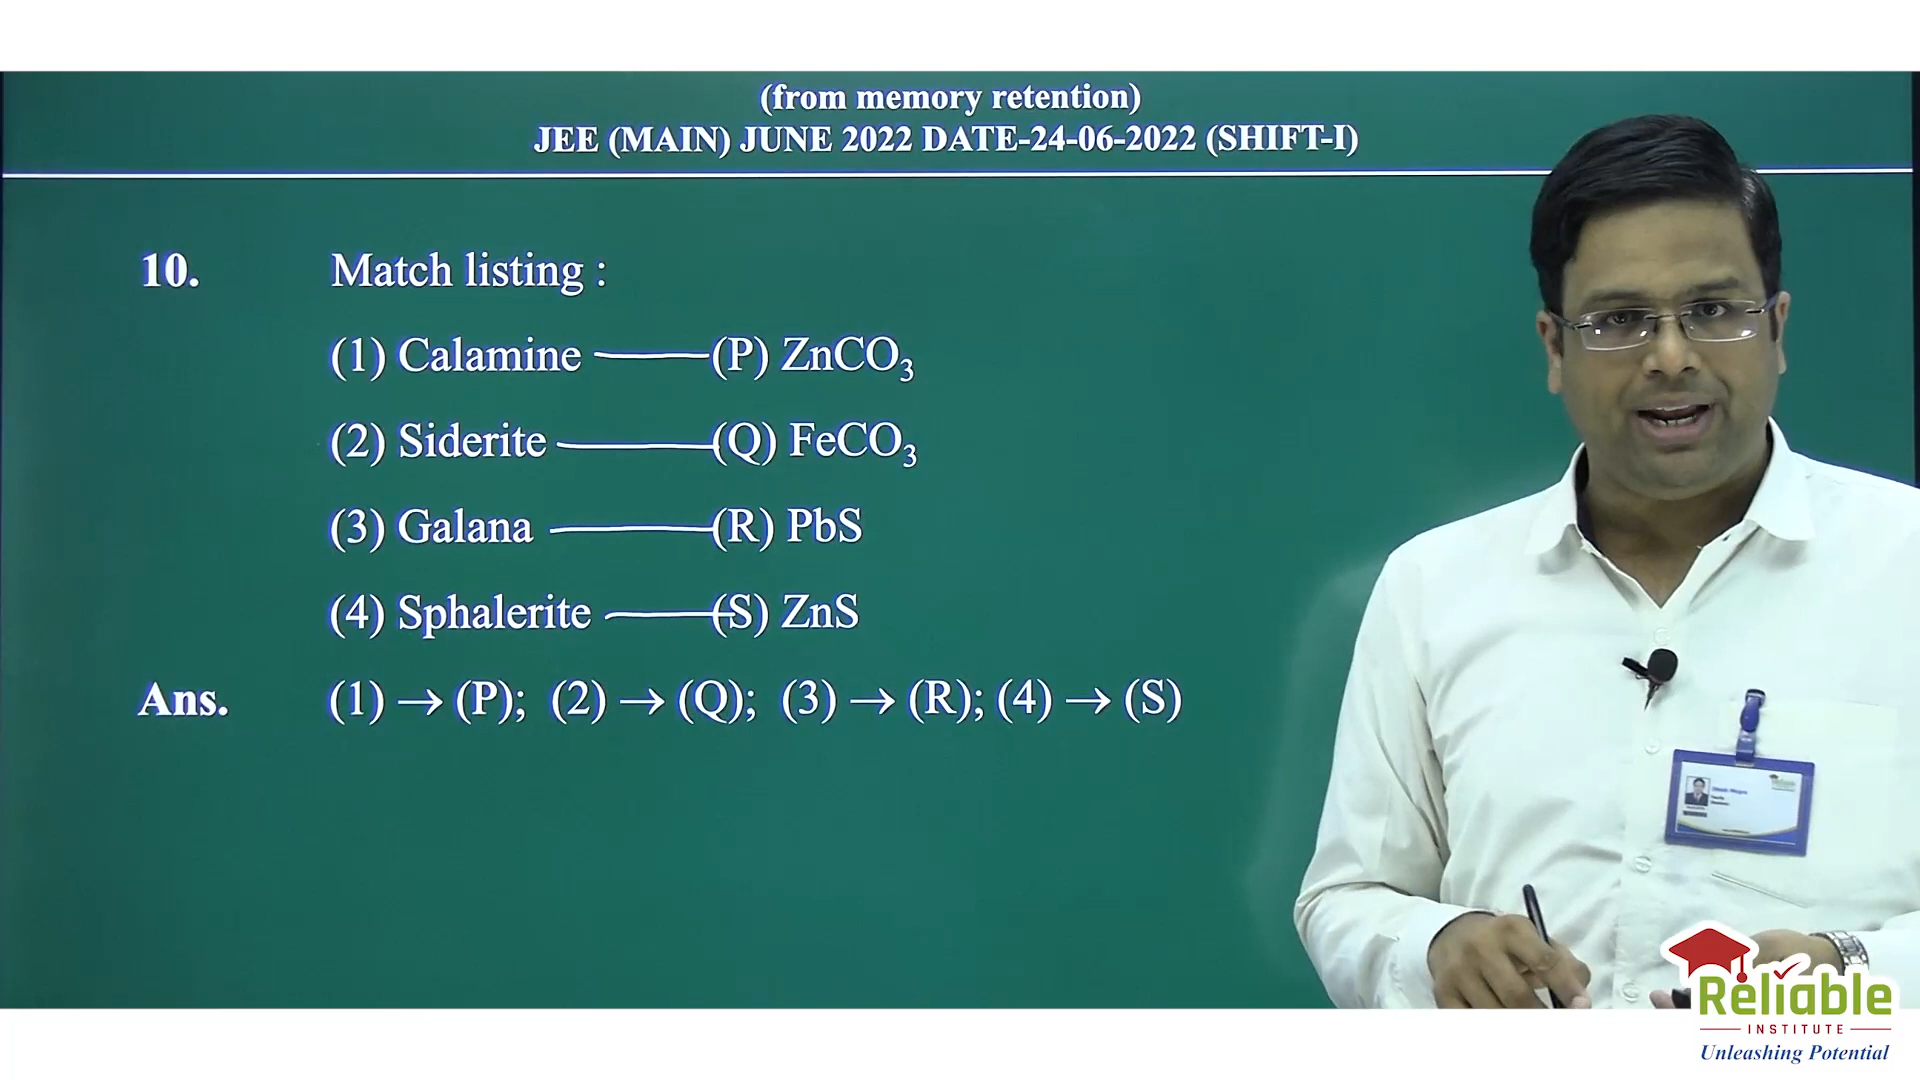 (from memory retention)
JEE (MAIN) JUNE 2022 DATE-24-06-2022 (SHIFT-I)
10. Match listing :
(1) Calamine (P) ZnCO₃
(2) Siderite (Q) FeCO₃
(3) Galana (R) PbS
(4) Sphalerite (S) ZnS
Ans. (1) → (P); (2) → (Q); (3) → (R); (4) → (S)
Reliable
INSTITUTE
Unleashing Potential